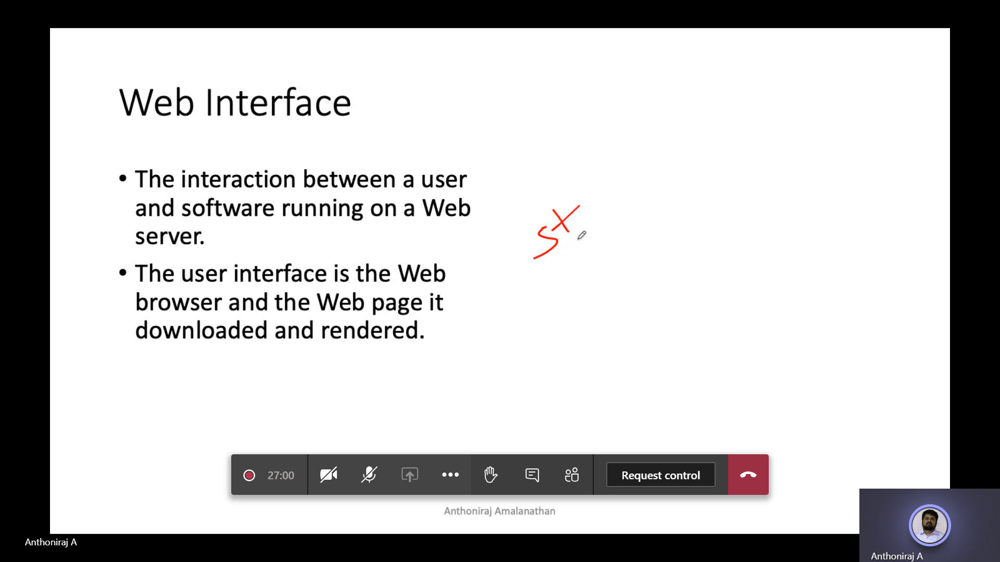 Web Interface
• The interaction between a user
and software running on a Web
server.
• The user interface is the Web
browser and the Web page it
downloaded and rendered.
27:00
Request control
Anthoniraj Amalanathan
Anthoniraj A
Anthoniraj A